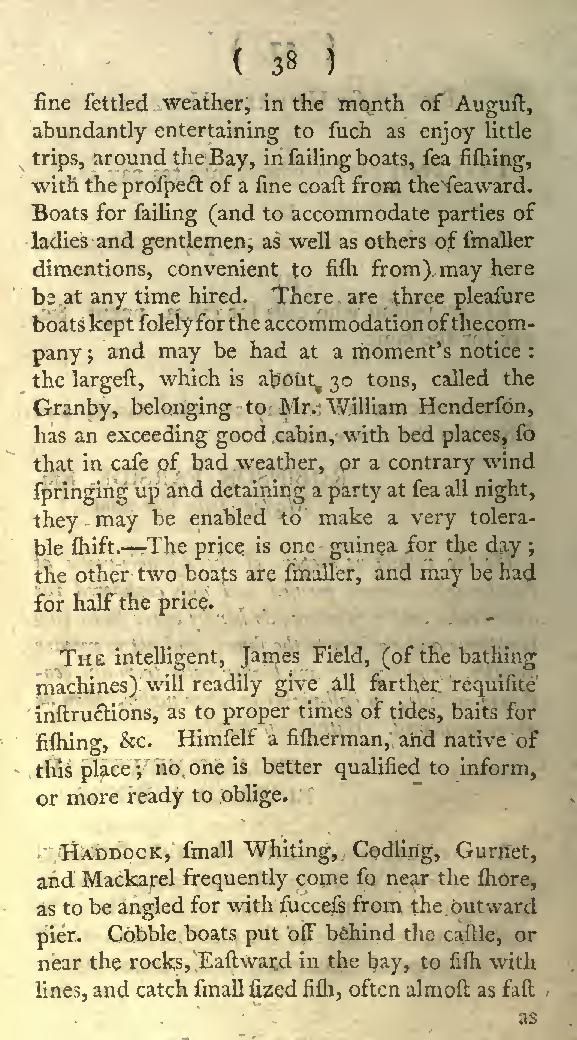 ( 38 )
fine ſettled weather, in the month of Auguſt,
abundantly entertaining to ſuch as enjoy little
trips, around the Bay, in ſailing boats, ſea fiſhing,
with the proſpect of a fine coaſt from the ſeaward.
Boats for ſailing (and to accommodate parties of
ladies and gentlemen, as well as others of ſmaller
dimentions, convenient to fiſh from) may here
be at any time hired. There are three pleaſure
boats kept ſolely for the accommodation of the com-
pany; and may be had at a moment's notice :
the largeſt, which is about 30 tons, called the
Granby, belonging to Mr. William Henderſon,
has an exceeding good cabin, with bed places, ſo
that in caſe of bad weather, or a contrary wind
ſpringing up and detaining a party at ſea all night,
they may be enabled to make a very tolera-
ble ſhift.—The price is one guinea for the day ;
the other two boats are ſmaller, and may be had
for half the price.
THE intelligent, James Field, (of the bathing
machines) will readily give all farther requiſite
inſtructions, as to proper times of tides, baits for
fiſhing, &c. Himſelf a fiſherman, and native of
this place, no one is better qualified to inform,
or more ready to oblige.
HADDOCK, ſmall Whiting, Codling, Gurnet,
and Mackarel frequently come ſo near the ſhore,
as to be angled for with ſucceſs from the outward
pier. Cobble boats put off behind the caſtle, or
near the rocks, Eaſtward in the bay, to fiſh with
lines, and catch ſmall ſized fiſh, often almoſt as faſt
as